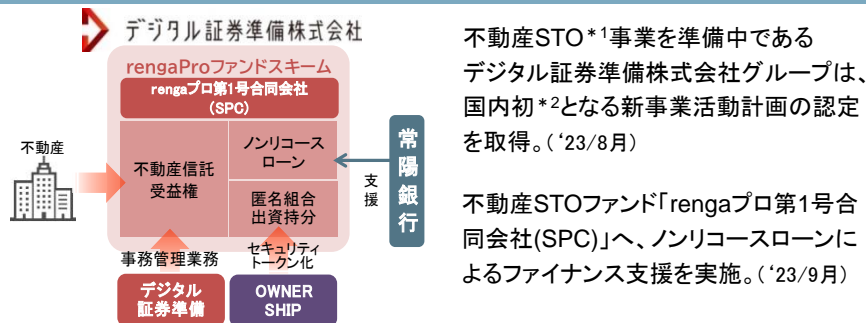 デジタル証券準備株式会社
rengaProファンドスキーム
rengaプロ第1号合同会社
(SPC)
不動産
不動産信託
受益権
ノンリコース
ローン
匿名組合
出資持分
支援
常陽銀行
事務管理業務
セキュリティ
トークン化
デジタル
証券準備
OWNER
SHIP
不動産STO*1事業を準備中である
デジタル証券準備株式会社グループは、
国内初*2となる新事業活動計画の認定
を取得。(‘23/8月)
不動産STOファンド「rengaプロ第1号合
同会社(SPC)」へ、ノンリコースローンに
よるファイナンス支援を実施。(‘23/9月)